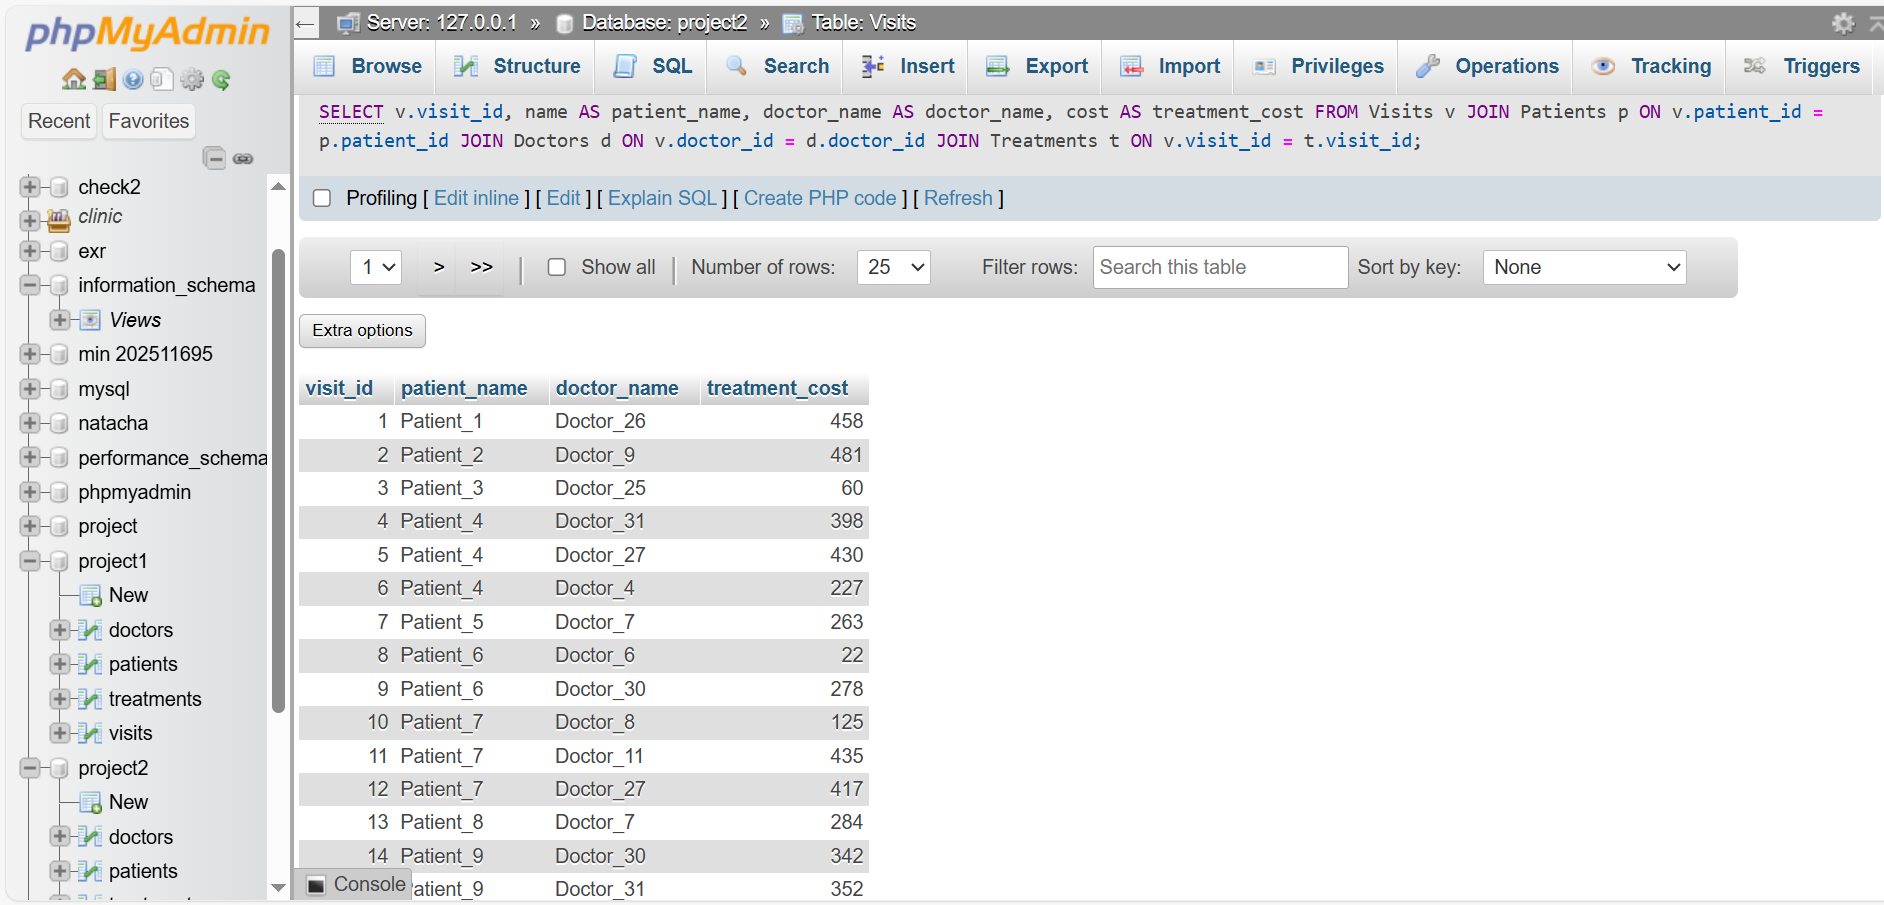 phpMyAdmin
Recent Favorites
check2
clinic
exr
information_schema
Views
min 202511695
mysql
natacha
performance_schema
phpmyadmin
project
project1
New
doctors
patients
treatments
visits
project2
New
doctors
patients
Server: 127.0.0.1 » Database: project2 » Table: Visits
Browse Structure SQL Search Insert Export Import Privileges Operations Tracking Triggers
SELECT v.visit_id, name AS patient_name, doctor_name AS doctor_name, cost AS treatment_cost FROM Visits v JOIN Patients p ON v.patient_id =
p.patient_id JOIN Doctors d ON v.doctor_id = d.doctor_id JOIN Treatments t ON v.visit_id = t.visit_id;
Profiling [ Edit inline ] [ Edit ] [ Explain SQL ] [ Create PHP code ] [ Refresh ]
1 > >> Show all Number of rows: 25 Filter rows: Search this table Sort by key: None
Extra options
visit_id patient_name doctor_name treatment_cost
1 Patient_1 Doctor_26 458
2 Patient_2 Doctor_9 481
3 Patient_3 Doctor_25 60
4 Patient_4 Doctor_31 398
5 Patient_4 Doctor_27 430
6 Patient_4 Doctor_4 227
7 Patient_5 Doctor_7 263
8 Patient_6 Doctor_6 22
9 Patient_6 Doctor_30 278
10 Patient_7 Doctor_8 125
11 Patient_7 Doctor_11 435
12 Patient_7 Doctor_27 417
13 Patient_8 Doctor_7 284
14 Patient_9 Doctor_30 342
atient_9 Doctor_31 352
Console